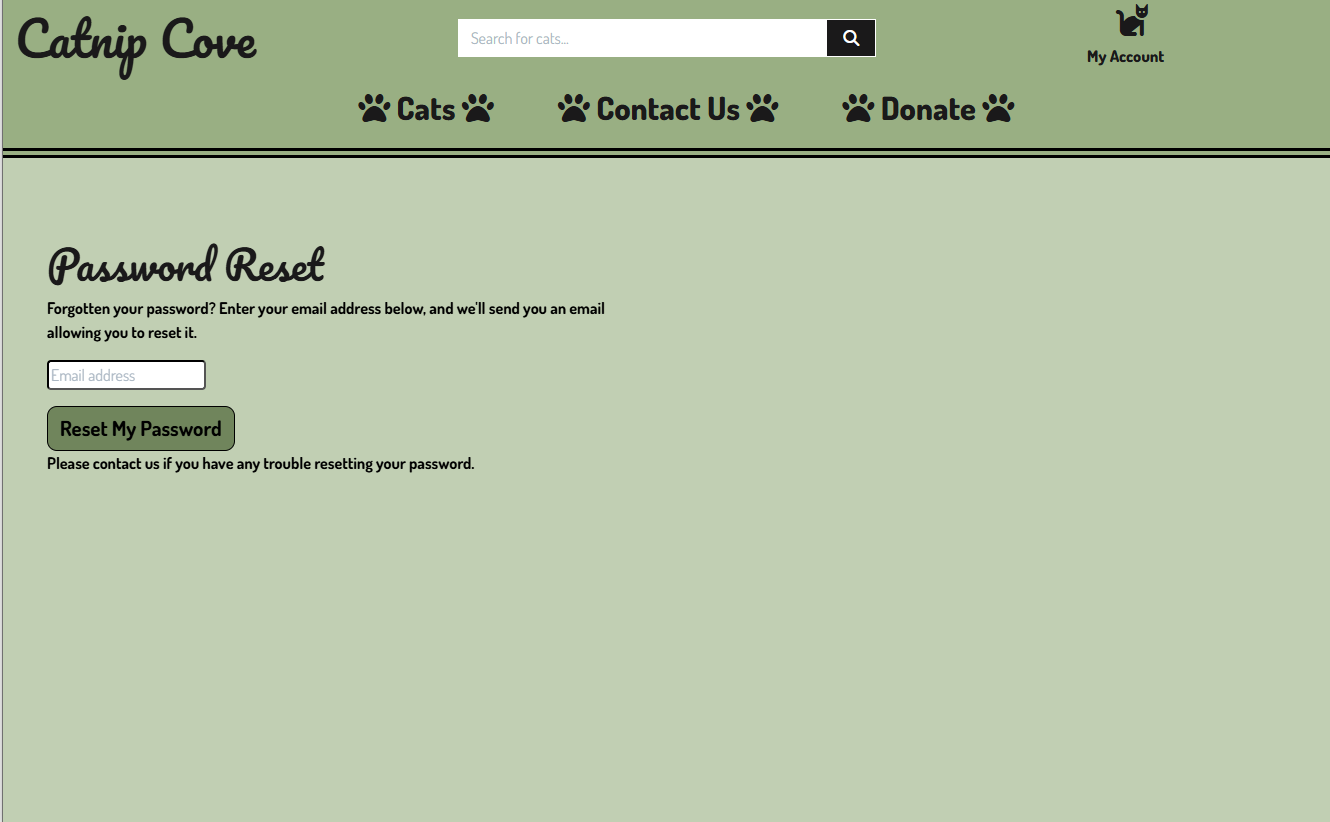 Catnip Cove
Search for cats...
My Account
Cats
Contact Us
Donate
Password Reset
Forgotten your password? Enter your email address below, and we'll send you an email
allowing you to reset it.
Email address
Reset My Password
Please contact us if you have any trouble resetting your password.